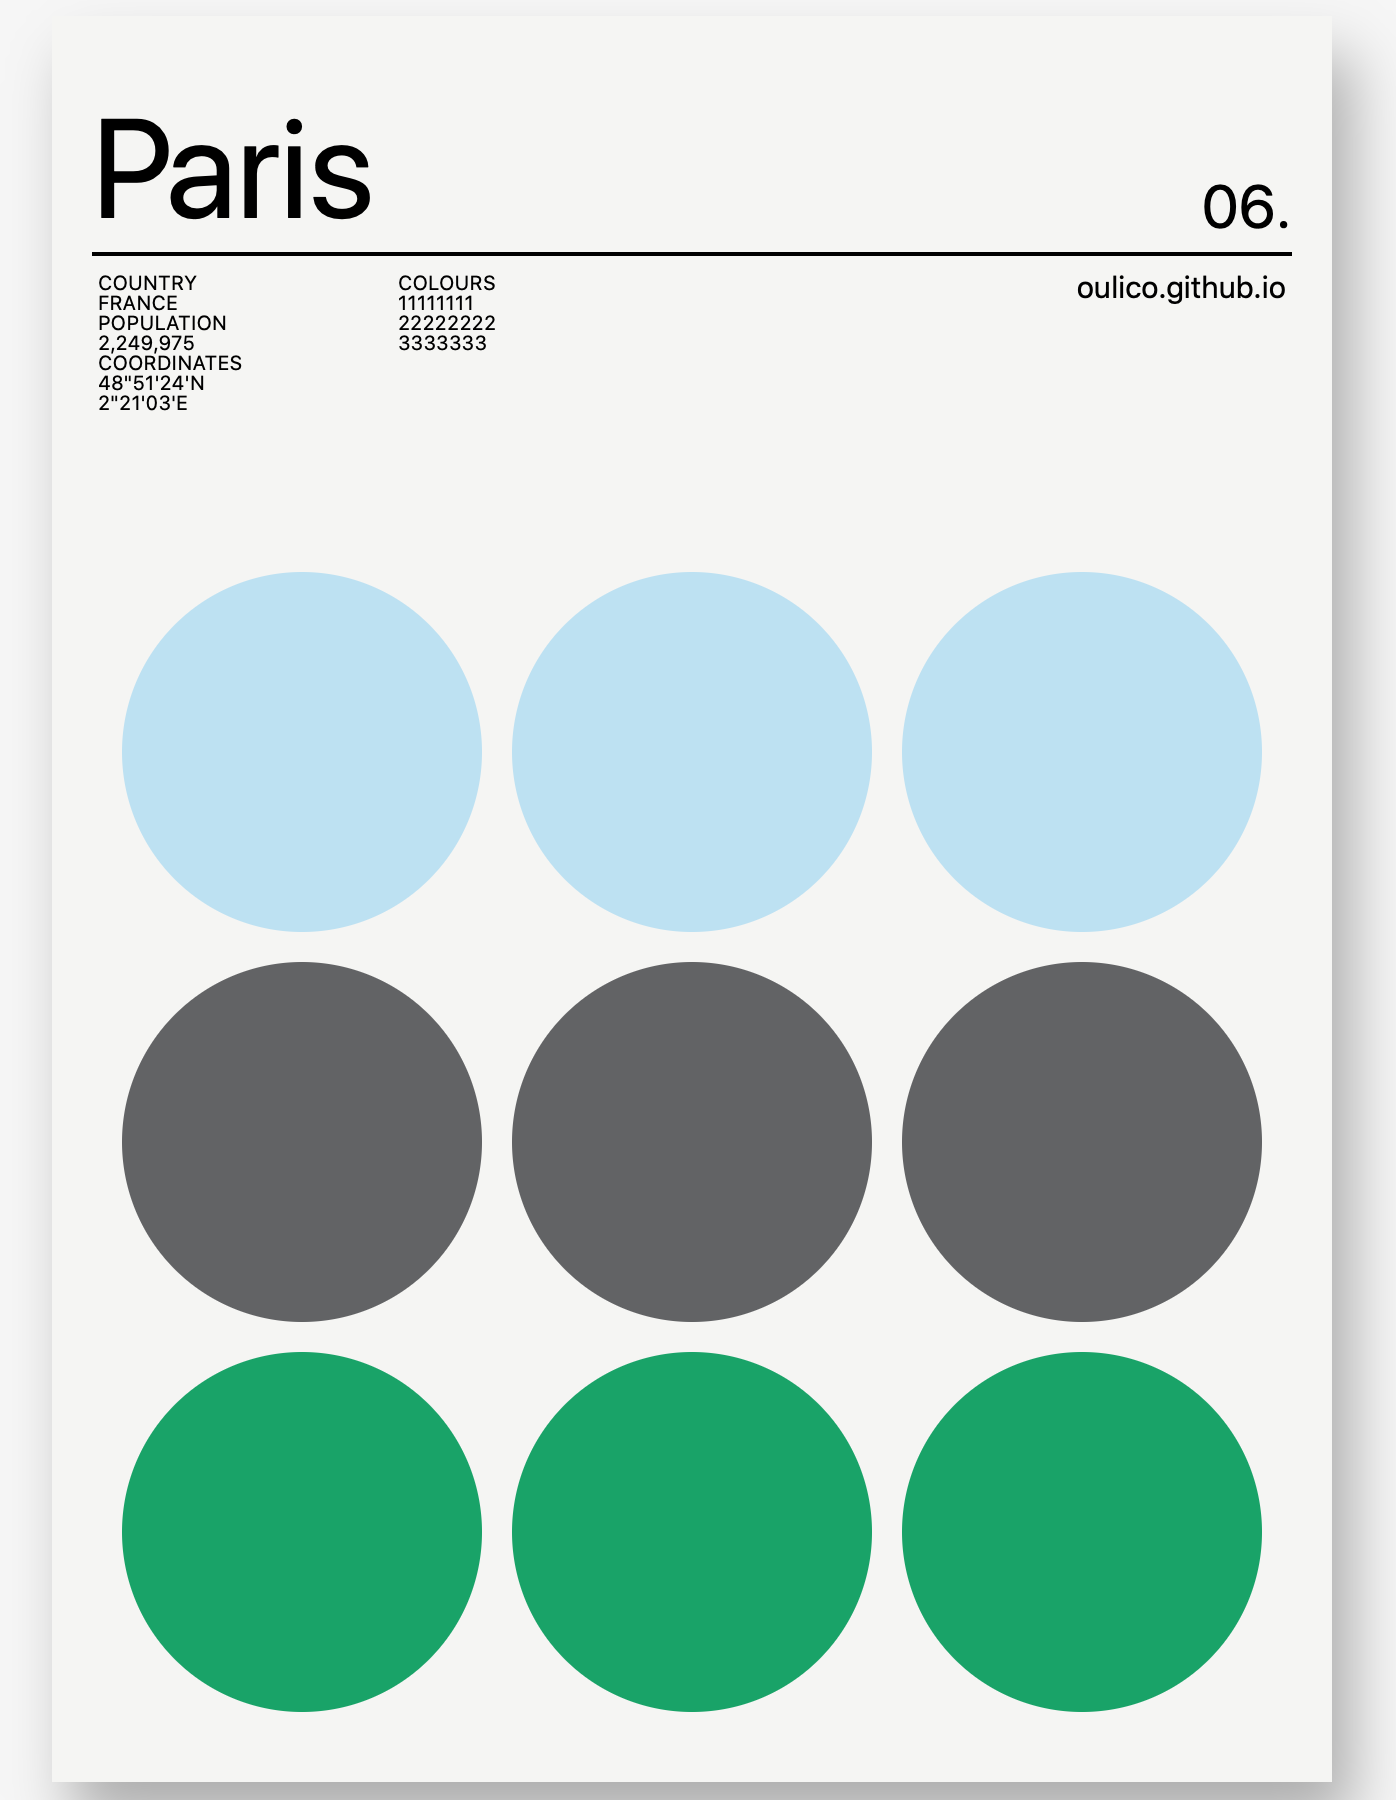 Paris
06.
COUNTRY
FRANCE
POPULATION
2,249,975
COORDINATES
48"51'24'N
2"21'03'E
COLOURS
11111111
22222222
3333333
oulico.github.io